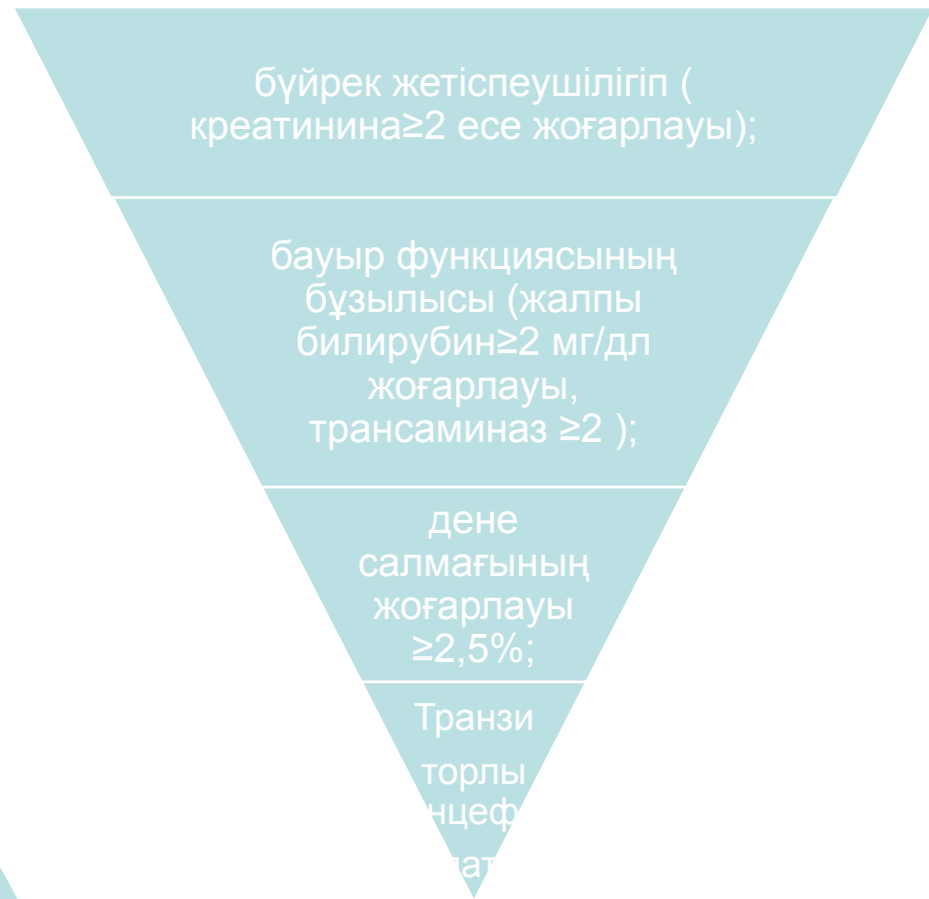 бүйрек жетіспеушілігіп (
креатинина≥2 есе жоғарлауы);
бауыр функциясының
бұзылысы (жалпы
билирубин≥2 мг/дл
жоғарлауы,
трансаминаз ≥2 );
дене
салмағының
жоғарлауы
≥2,5%;
Транзи
торлы
нцеф